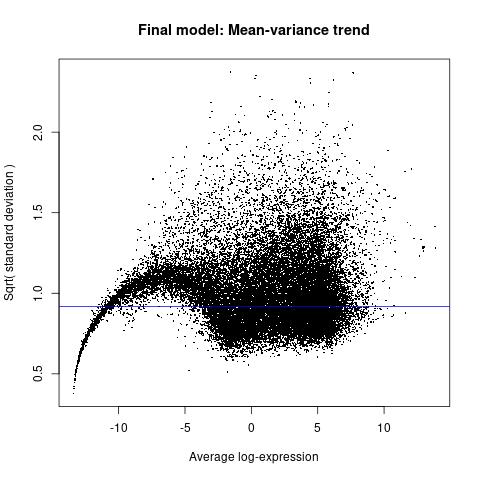 Final model: Mean-variance trend
Sqrt( standard deviation )
2.0
1.5
1.0
0.5
-10 -5 0 5 10
Average log-expression